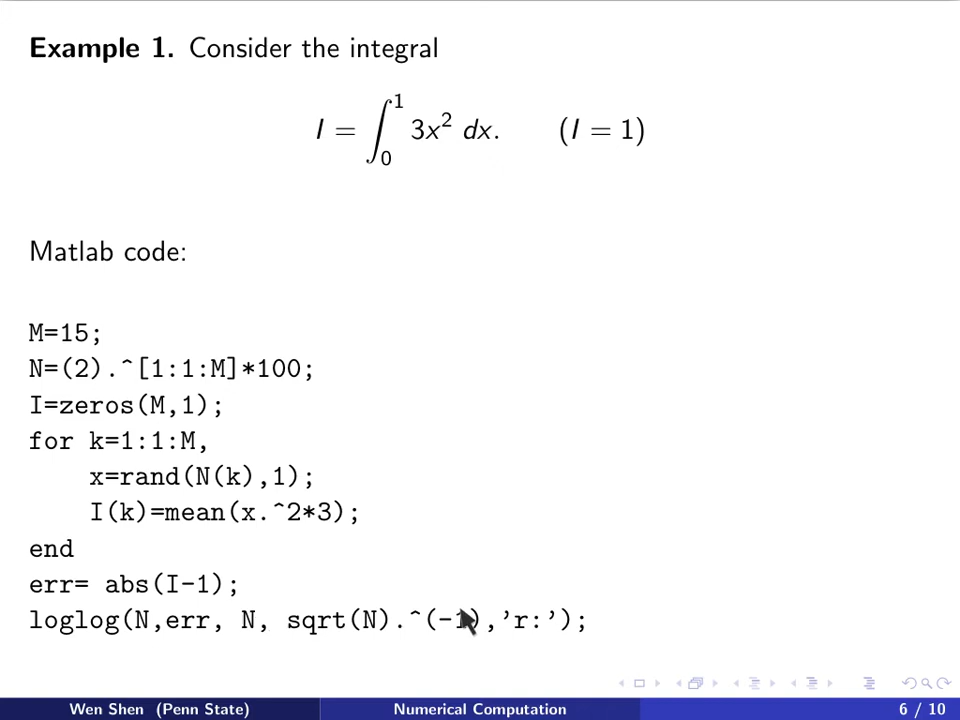 Example 1. Consider the integral
I = ∫₀¹ 3x² dx. (I = 1)
Matlab code:
M=15;
N=(2).^[1:1:M]*100;
I=zeros(M,1);
for k=1:1:M,
x=rand(N(k),1);
I(k)=mean(x.^2*3);
end
err= abs(I-1);
loglog(N,err, N, sqrt(N).^(-1),'r:');
Wen Shen (Penn State) Numerical Computation 6 / 10